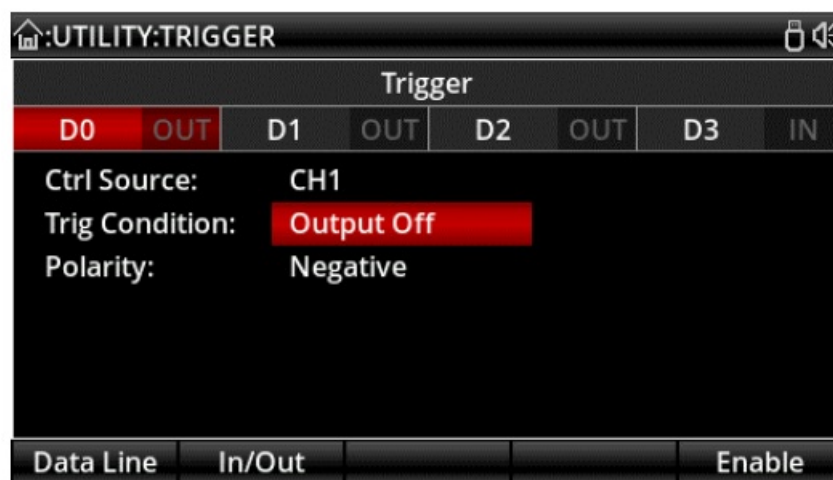 :UTILITY:TRIGGER
Trigger
D0 OUT D1 OUT D2 OUT D3 IN
Ctrl Source: CH1
Trig Condition: Output Off
Polarity: Negative
Data Line In/Out Enable